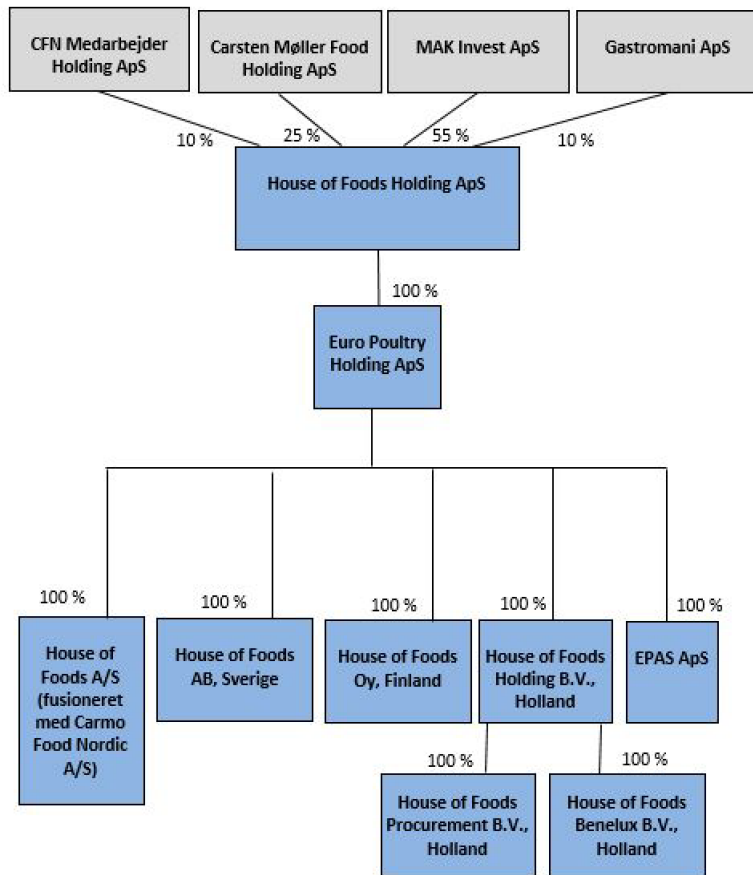 CFN Medarbejder
Holding ApS
Carsten Møller Food
Holding ApS
MAK Invest ApS
Gastromani ApS
10 %
25 %
55 %
10 %
House of Foods Holding ApS
100 %
Euro Poultry
Holding ApS
100 %
100 %
100 %
100 %
100 %
House of
Foods A/S
(fusioneret
med Carmo
Food Nordic
A/S)
House of Foods
AB, Sverige
House of Foods
Oy, Finland
House of Foods
Holding B.V.,
Holland
EPAS ApS
100 %
100 %
House of Foods
Procurement B.V.,
Holland
House of Foods
Benelux B.V.,
Holland